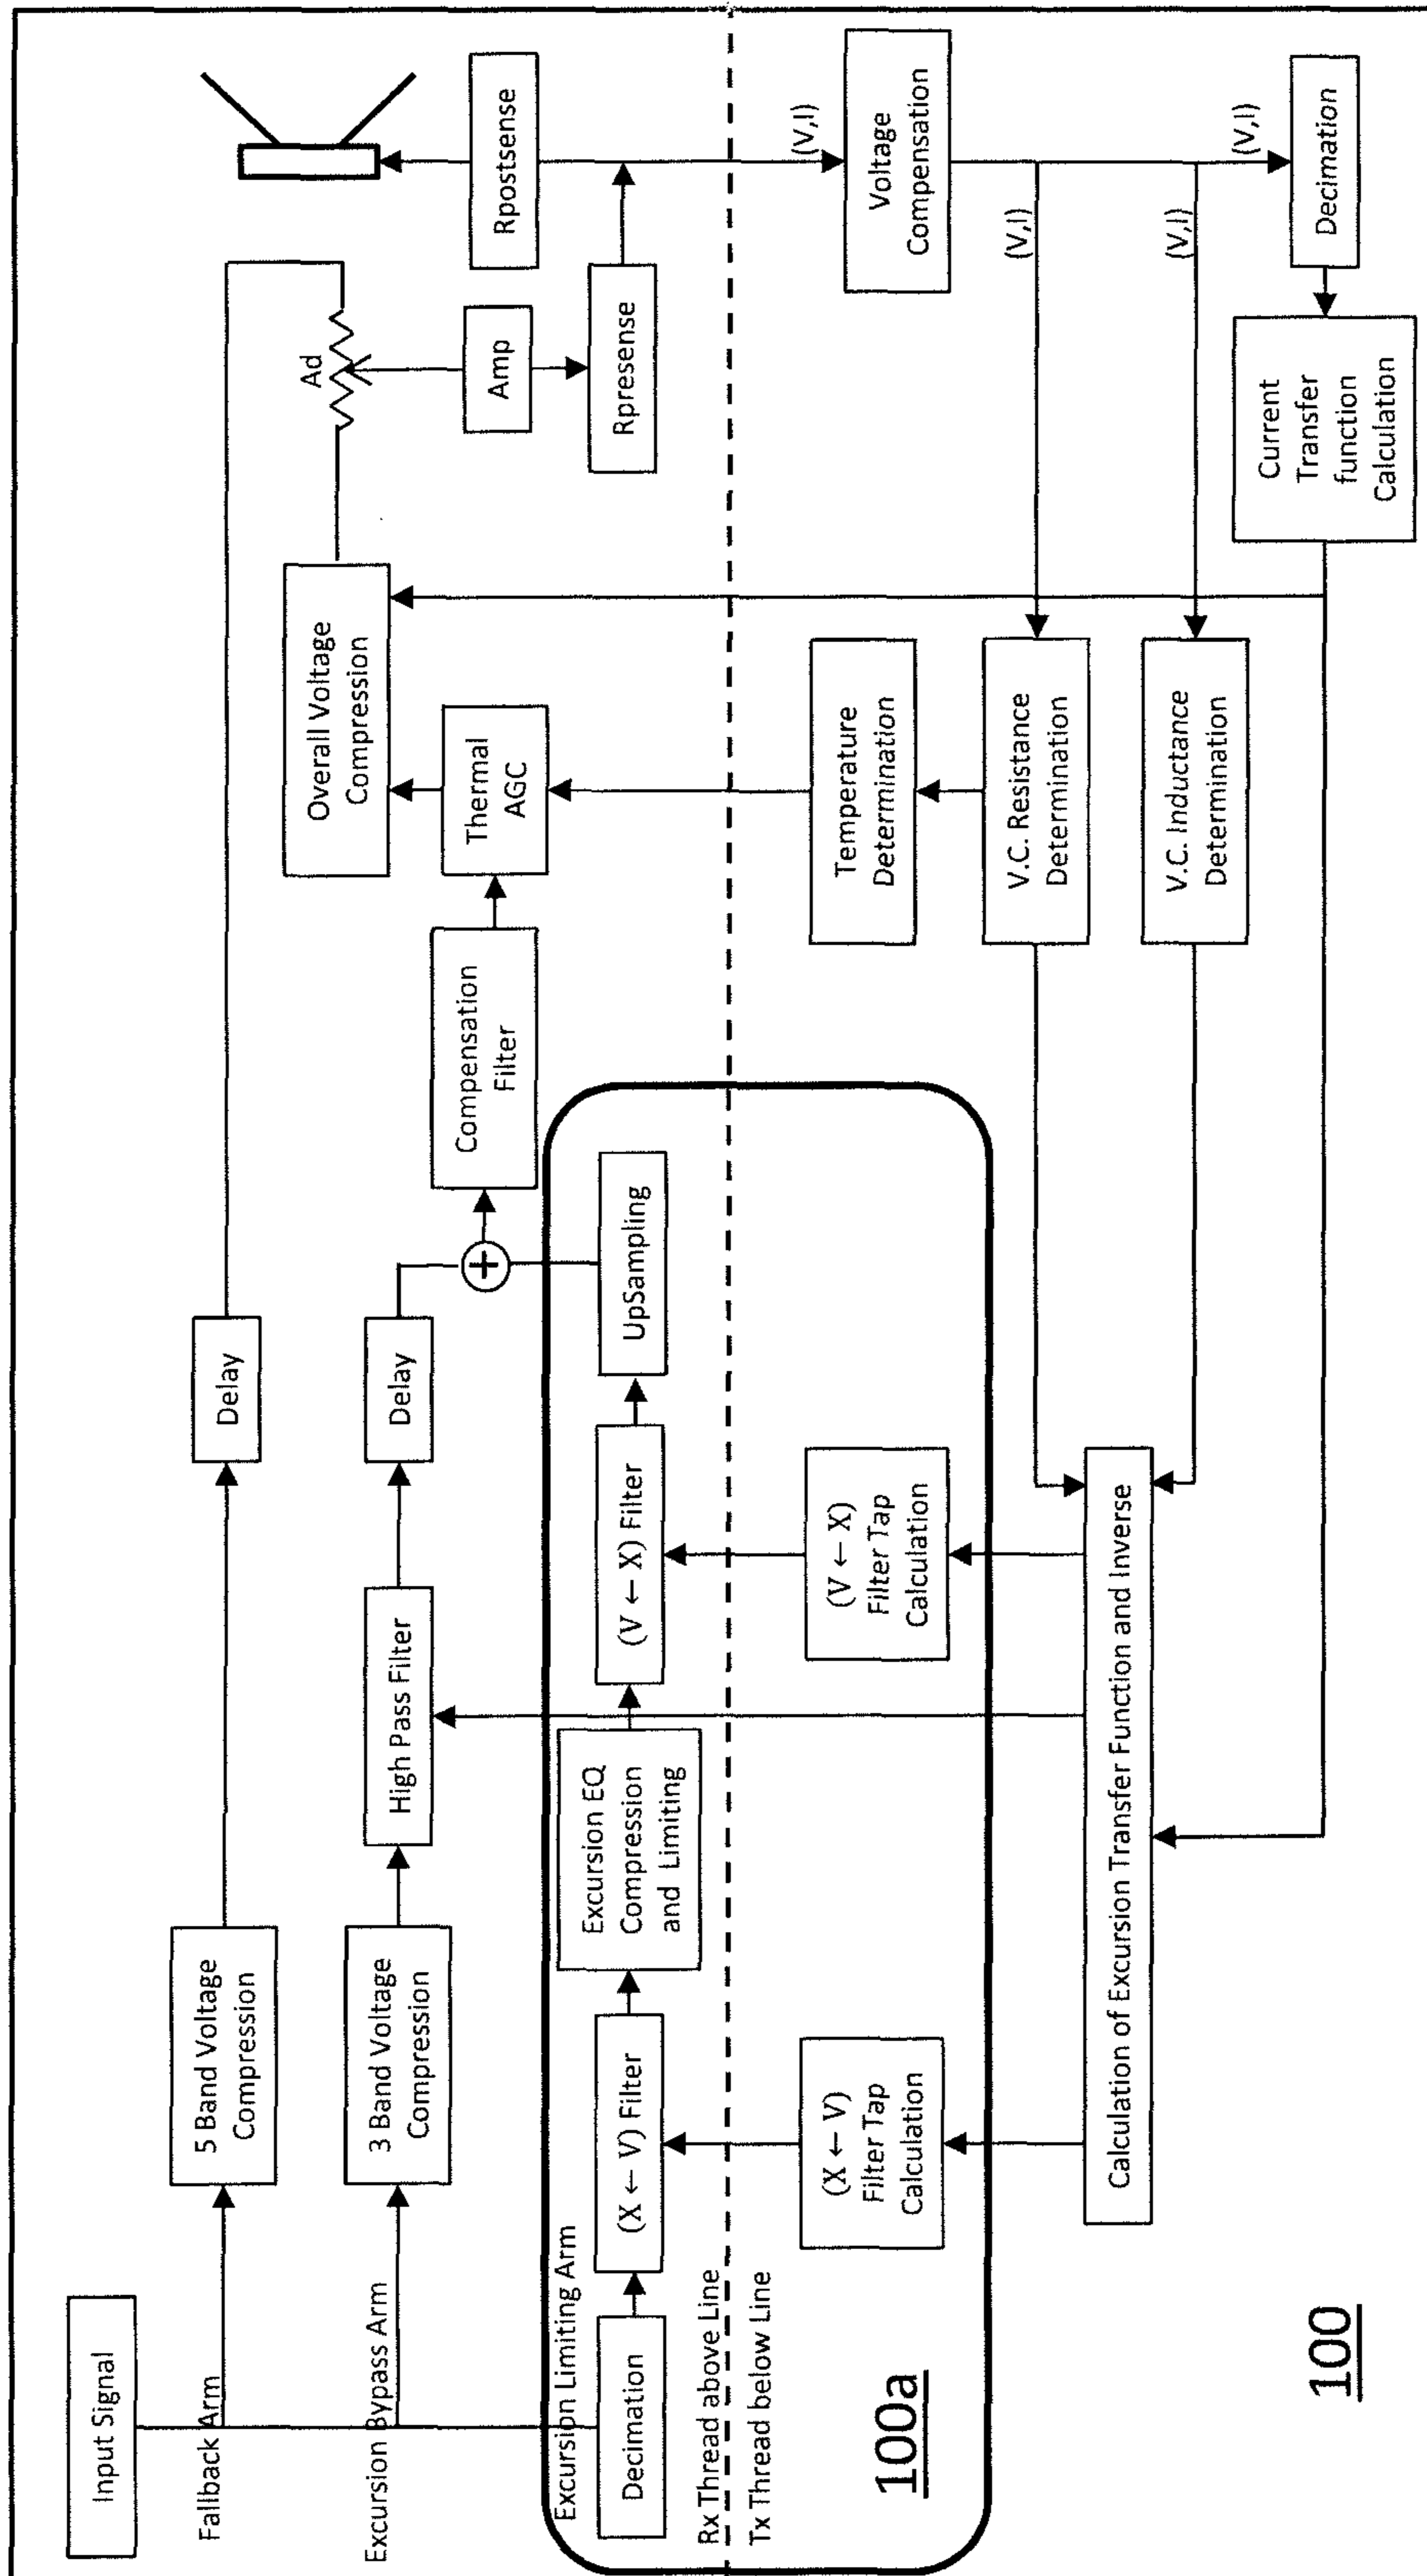 Input Signal
Fallback Arm
5 Band Voltage
Compression
Delay
Excursion Bypass Arm
3 Band Voltage
Compression
High Pass Filter
Delay
Compensation
Filter
Thermal
AGC
Overall Voltage
Compression
Ad
Amp
Rpresense
Rpostsense
Excursion Limiting Arm
Decimation
(X ← V) Filter
Excursion EQ
Compression
and Limiting
(V ← X) Filter
UpSampling
Rx Thread above Line
Tx Thread below Line
100a
(X ← V)
Filter Tap
Calculation
(V ← X)
Filter Tap
Calculation
Temperature
Determination
V.C. Resistance
Determination
V.C. Inductance
Determination
(V,I)
Voltage
Compensation
(V,I)
(V,I)
(V,I)
Decimation
Current
Transfer
function
Calculation
Calculation of Excursion Transfer Function and Inverse
100